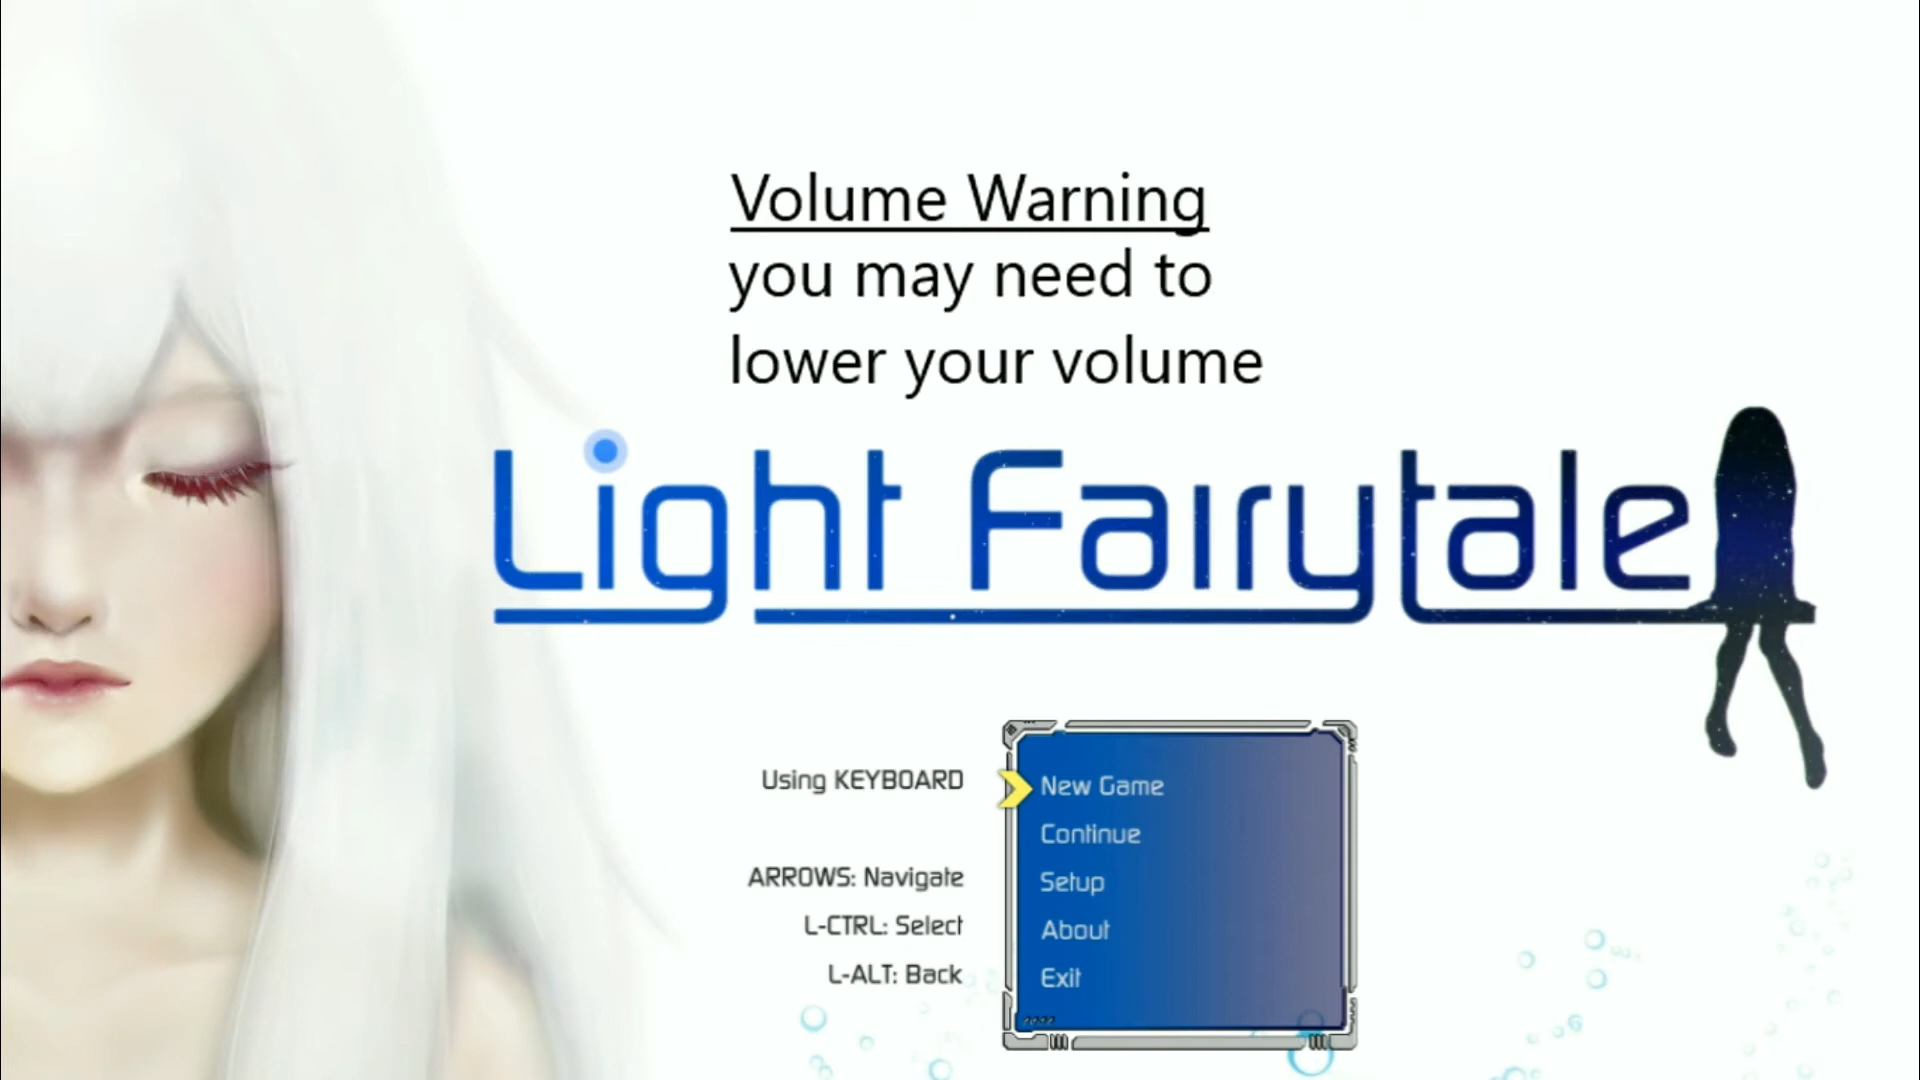 Volume Warning
you may need to
lower your volume
Light Fairytale
Using KEYBOARD
ARROWS: Navigate
L-CTRL: Select
L-ALT: Back
New Game
Continue
Setup
About
Exit